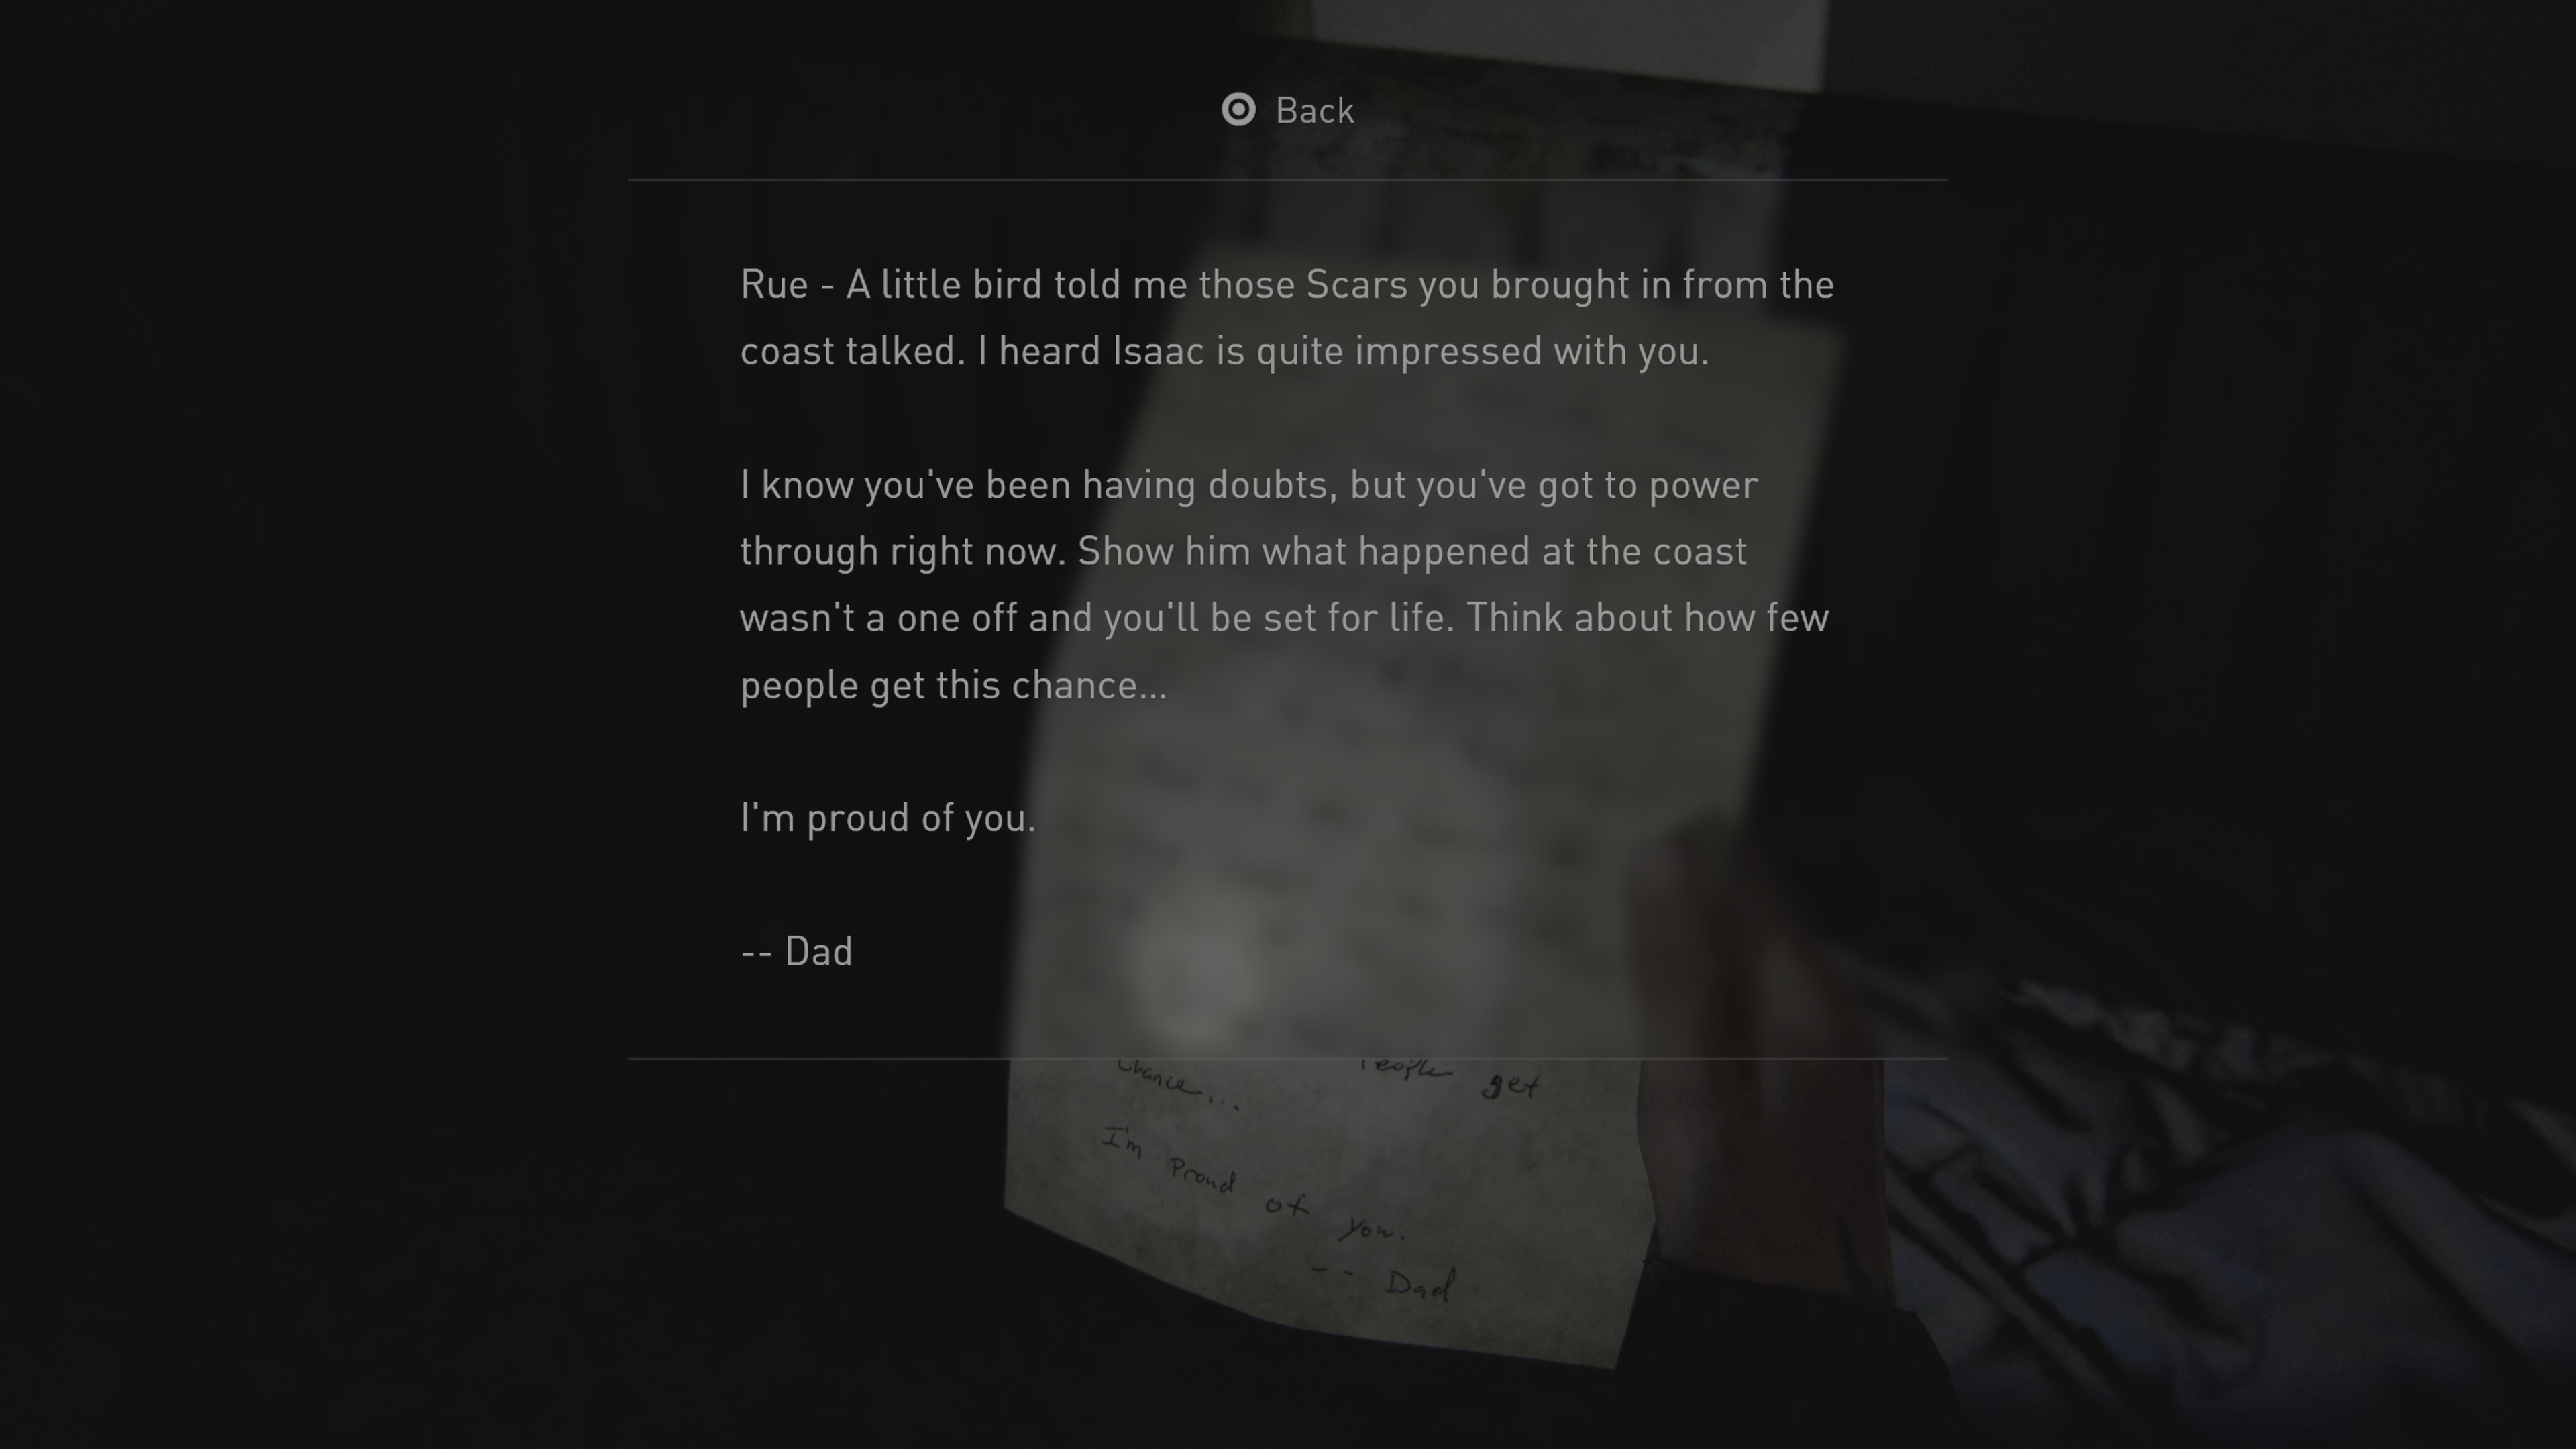 Back
Rue - A little bird told me those Scars you brought in from the
coast talked. I heard Isaac is quite impressed with you.
I know you've been having doubts, but you've got to power
through right now. Show him what happened at the coast
wasn't a one off and you'll be set for life. Think about how few
people get this chance...
I'm proud of you.
-- Dad
People get
Chance...
I'm Proud of you.
-- Dad